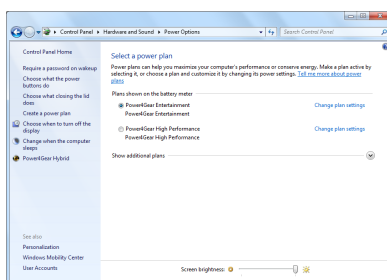 Control Panel
Hardware and Sound
Power Options
Search Control Panel
Control Panel Home
Require a password on wakeup
Choose what the power
buttons do
Choose what closing the lid
does
Create a power plan
Choose when to turn off the
display
Change when the computer
sleeps
Power4Gear Hybrid
See also
Personalization
Windows Mobility Center
User Accounts
Select a power plan
Power plans can help you maximize your computer's performance or conserve energy. Make a plan active by
selecting it, or choose a plan and customize it by changing its power settings. Tell me more about power
plans
Plans shown on the battery meter
Power4Gear Entertainment
Change plan settings
Power4Gear Entertainment
Power4Gear High Performance
Change plan settings
Power4Gear High Performance
Show additional plans
Screen brightness: